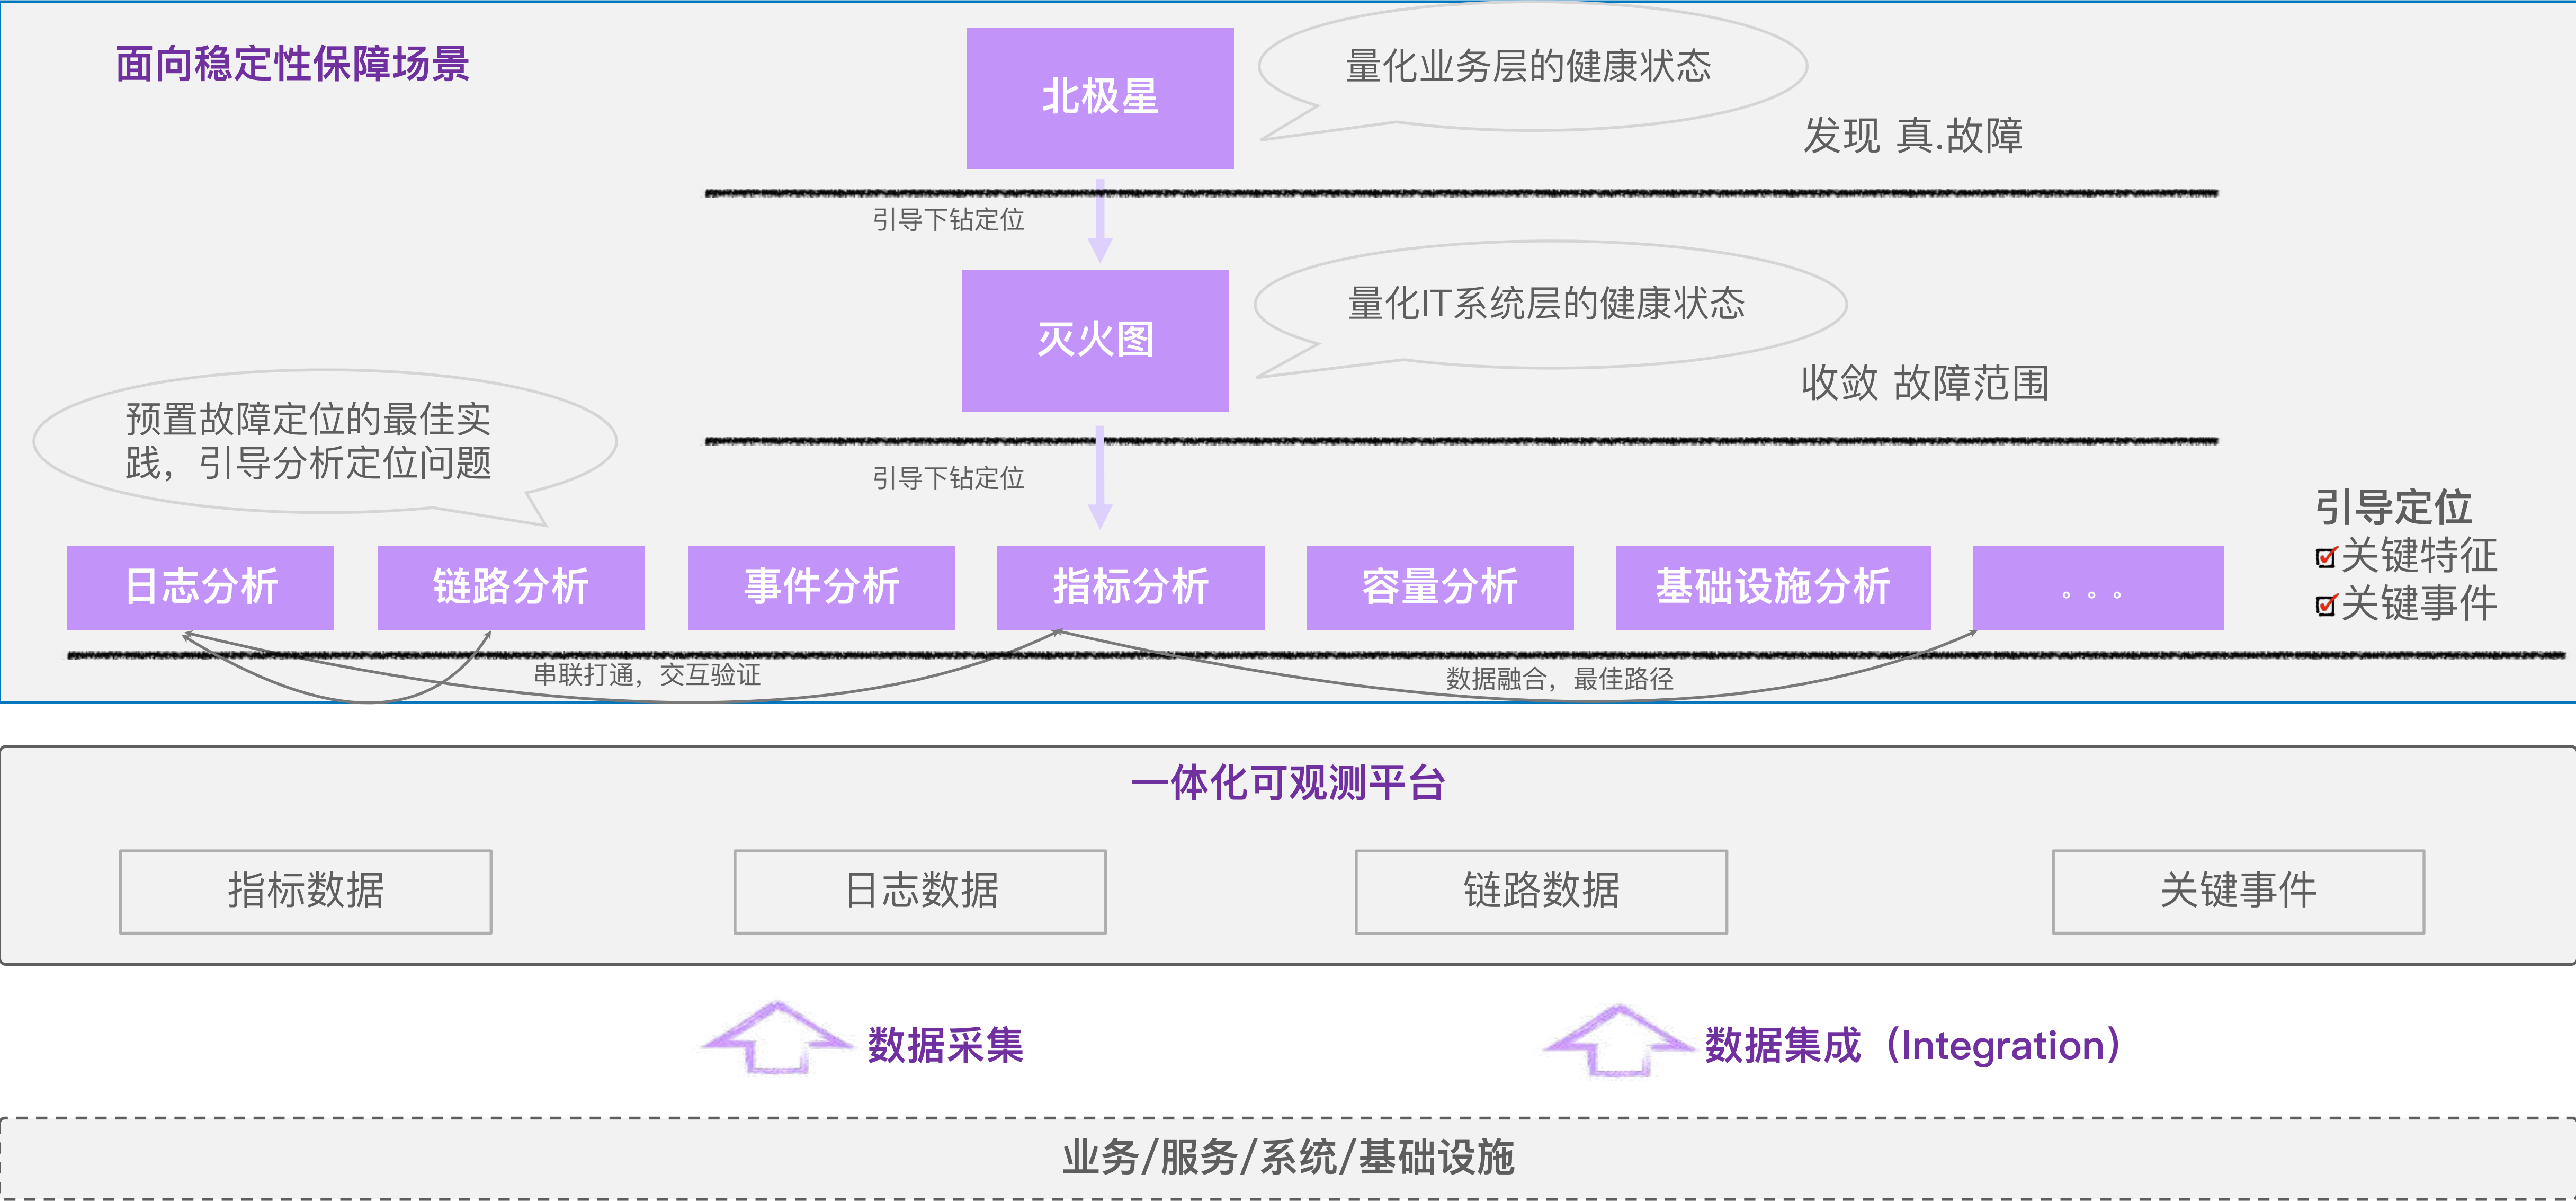 面向稳定性保障场景
北极星
量化业务层的健康状态
发现 真.故障
引导下钻定位
灭火图
量化IT系统层的健康状态
收敛 故障范围
预置故障定位的最佳实
践，引导分析定位问题
引导下钻定位
引导定位
关键特征
关键事件
日志分析
链路分析
事件分析
指标分析
容量分析
基础设施分析
。。。
串联打通，交互验证
数据融合，最佳路径
一体化可观测平台
指标数据
日志数据
链路数据
关键事件
数据采集
数据集成（Integration）
业务/服务/系统/基础设施